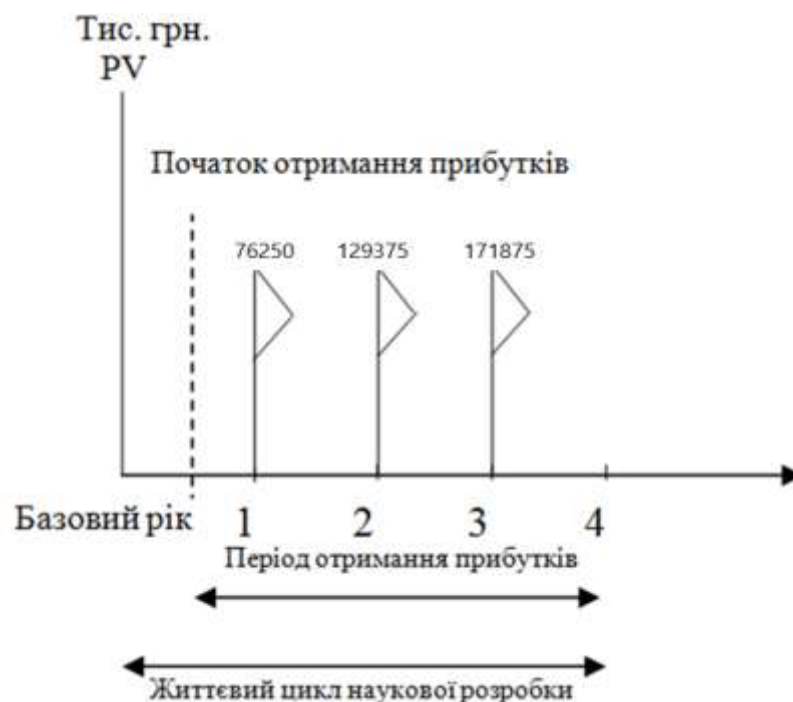 Тис. грн.
PV
Початок отримання прибутків
76250 129375 171875
Базовий рік 1 2 3 4
Період отримання прибутків
Життєвий цикл наукової розробки